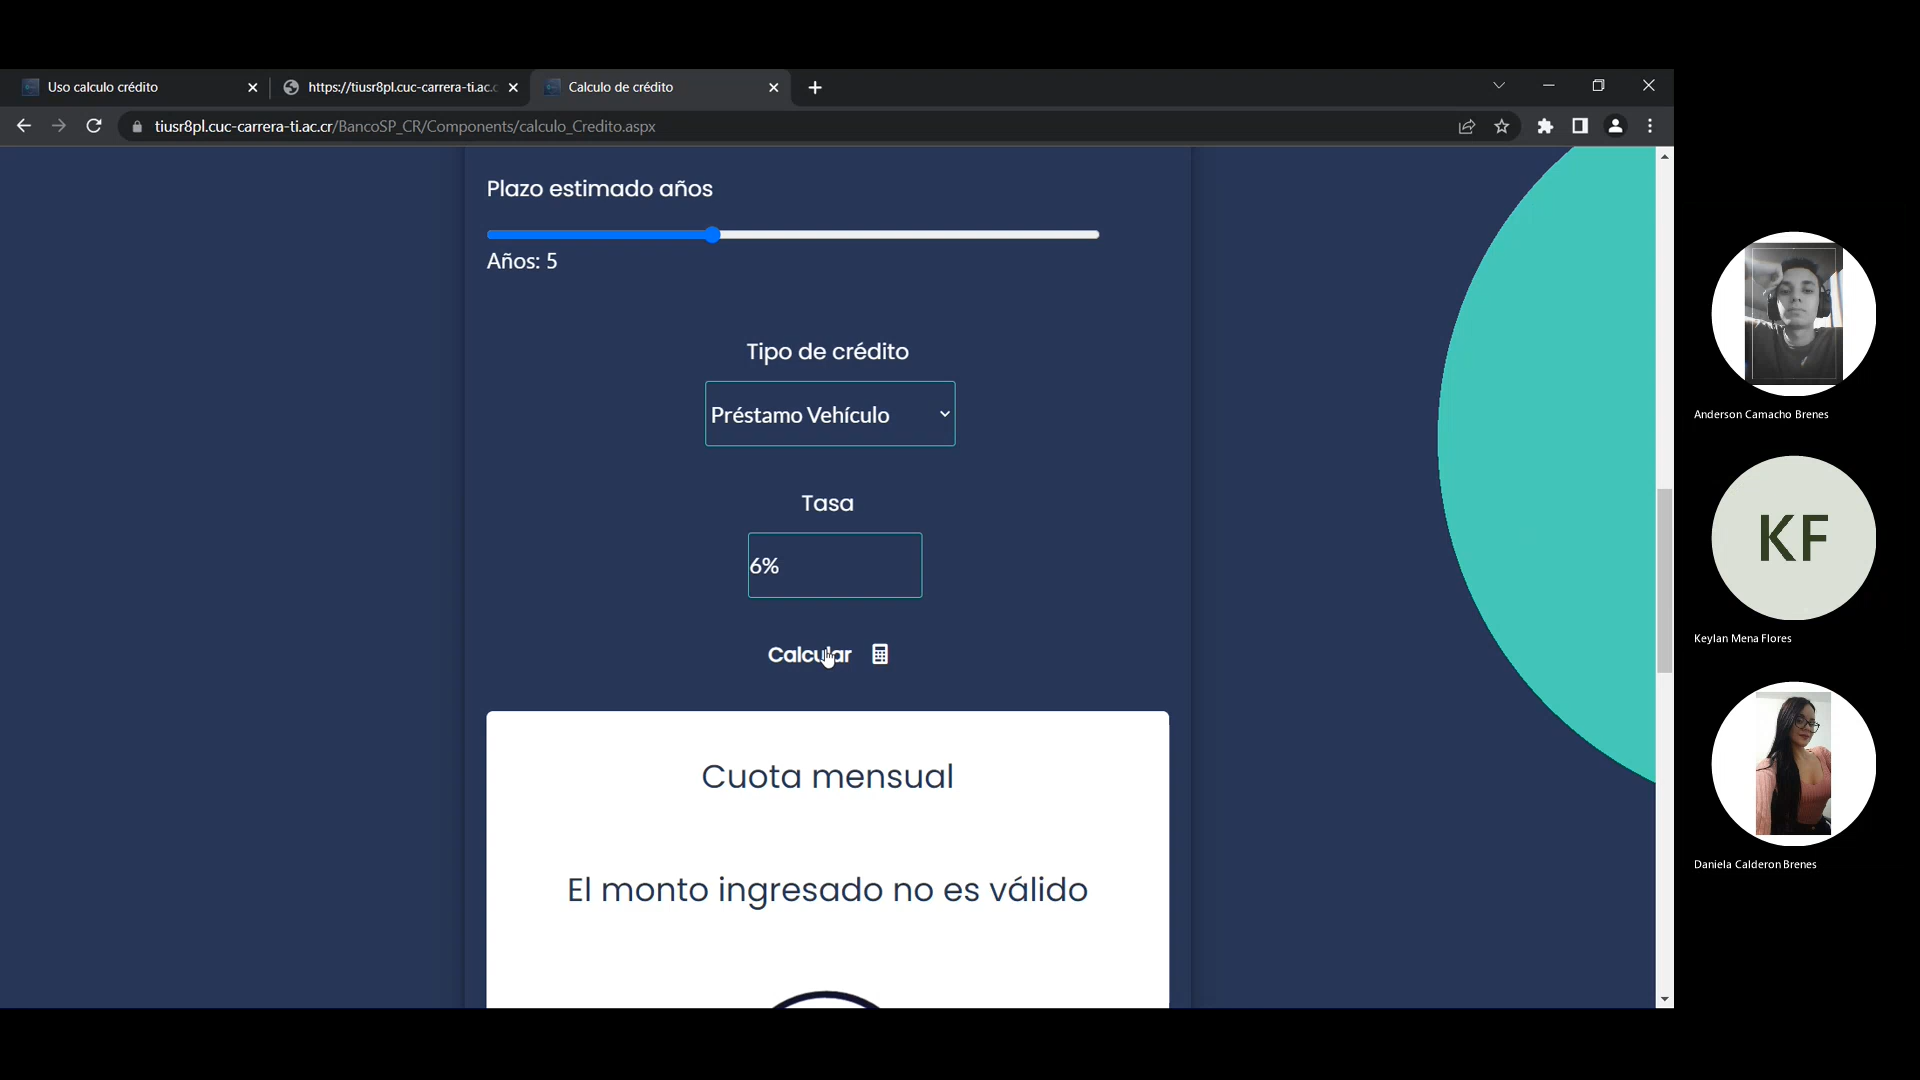 Uso calculo crédito
https://tiusr8pl.cuc-carrera-ti.ac.c
Calculo de crédito
tiusr8pl.cuc-carrera-ti.ac.cr/BancoSP_CR/Components/calculo_Credito.aspx
Plazo estimado años
Años: 5
Tipo de crédito
Préstamo Vehículo
Tasa
6%
Calcular
Cuota mensual
El monto ingresado no es válido
Anderson Camacho Brenes
KF
Keylan Mena Flores
Daniela Calderon Brenes